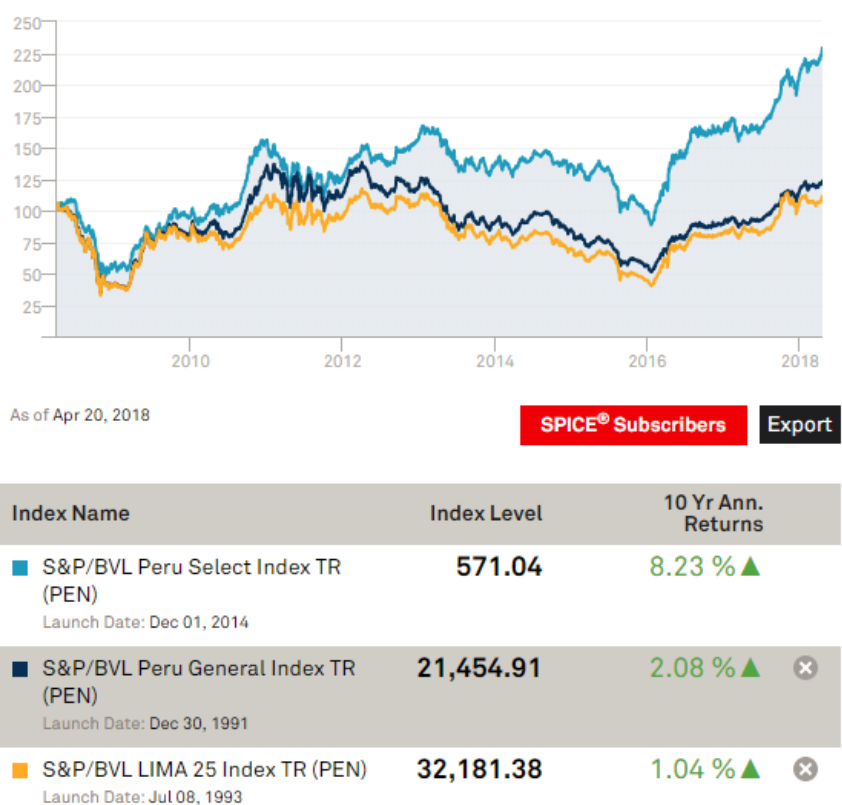 250
225
200
175
150
125
100
75
50
25
2010 2012 2014 2016 2018
As of Apr 20, 2018
SPICE® Subscribers Export
Index Name Index Level 10 Yr Ann.
Returns
S&P/BVL Peru Select Index TR 571.04 8.23 % ▲
(PEN)
Launch Date: Dec 01, 2014
S&P/BVL Peru General Index TR 21,454.91 2.08 % ▲
(PEN)
Launch Date: Dec 30, 1991
S&P/BVL LIMA 25 Index TR (PEN) 32,181.38 1.04 % ▲
Launch Date: Jul 08, 1993